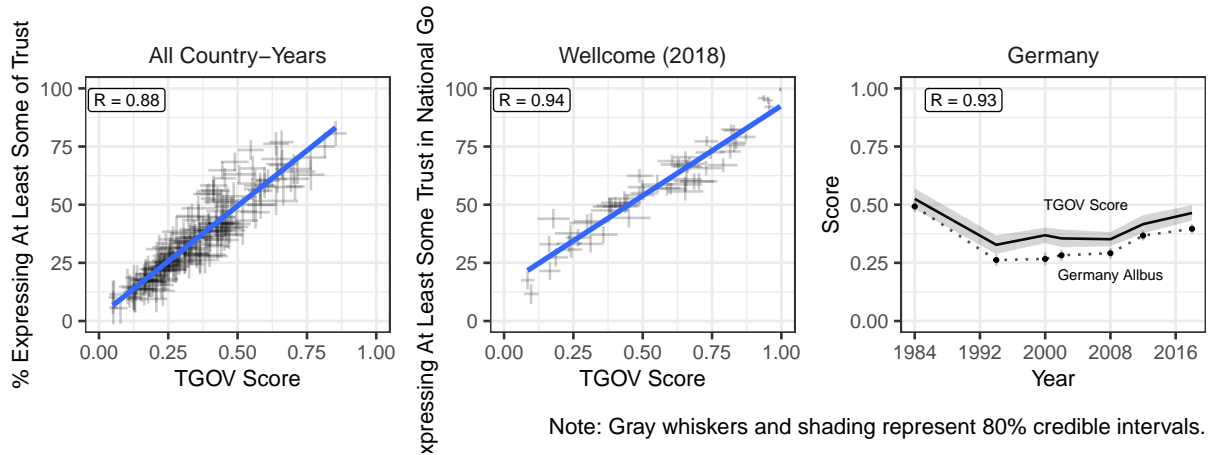 All Country−Years
% Expressing At Least Some of Trust
100
75
50
25
0
R = 0.88
0.00 0.25 0.50 0.75 1.00
TGOV Score
Wellcome (2018)
xpressing At Least Some Trust in National Go
100
75
50
25
0
R = 0.94
0.00 0.25 0.50 0.75 1.00
TGOV Score
Germany
Score
1.00
0.75
0.50
0.25
0.00
R = 0.93
TGOV Score
Germany Allbus
1984 1992 2000 2008 2016
Year
Note: Gray whiskers and shading represent 80% credible intervals.